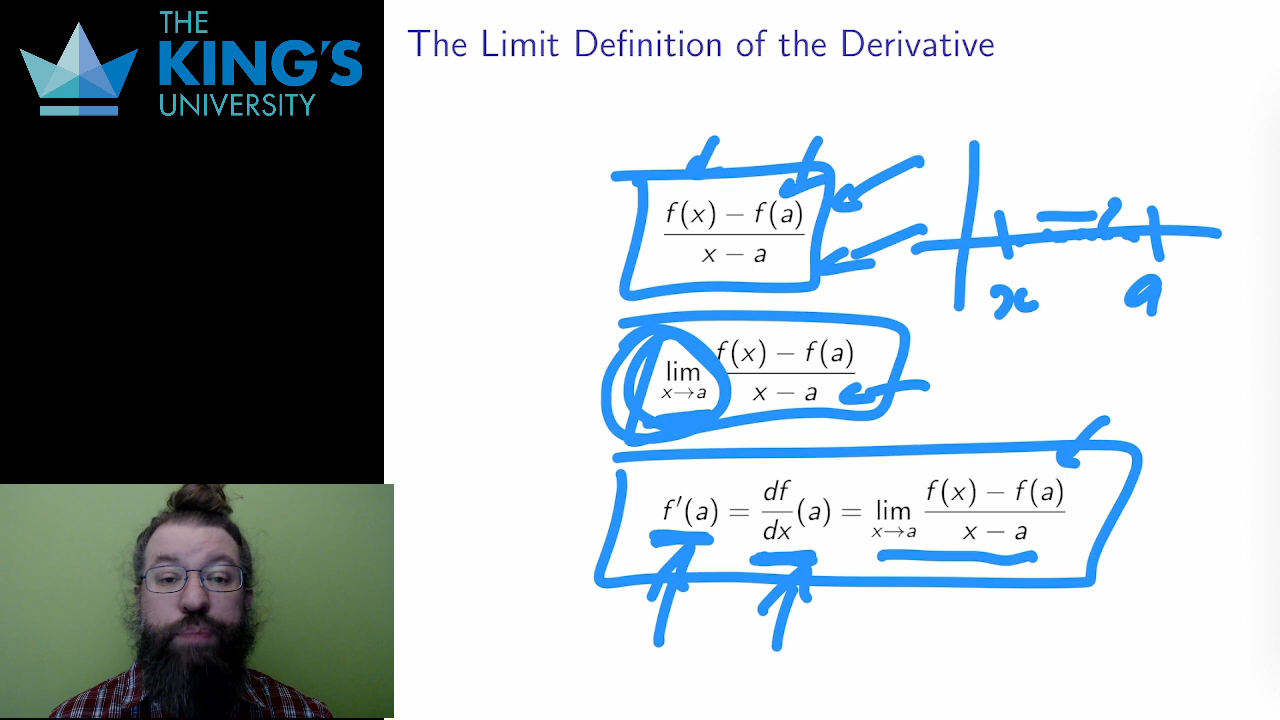 THE
KING'S
UNIVERSITY
The Limit Definition of the Derivative
f(x) − f(a)
x − a
x a
lim x→a f(x) − f(a)
x − a
f′(a) = df/dx (a) = lim x→a f(x) − f(a)
x − a